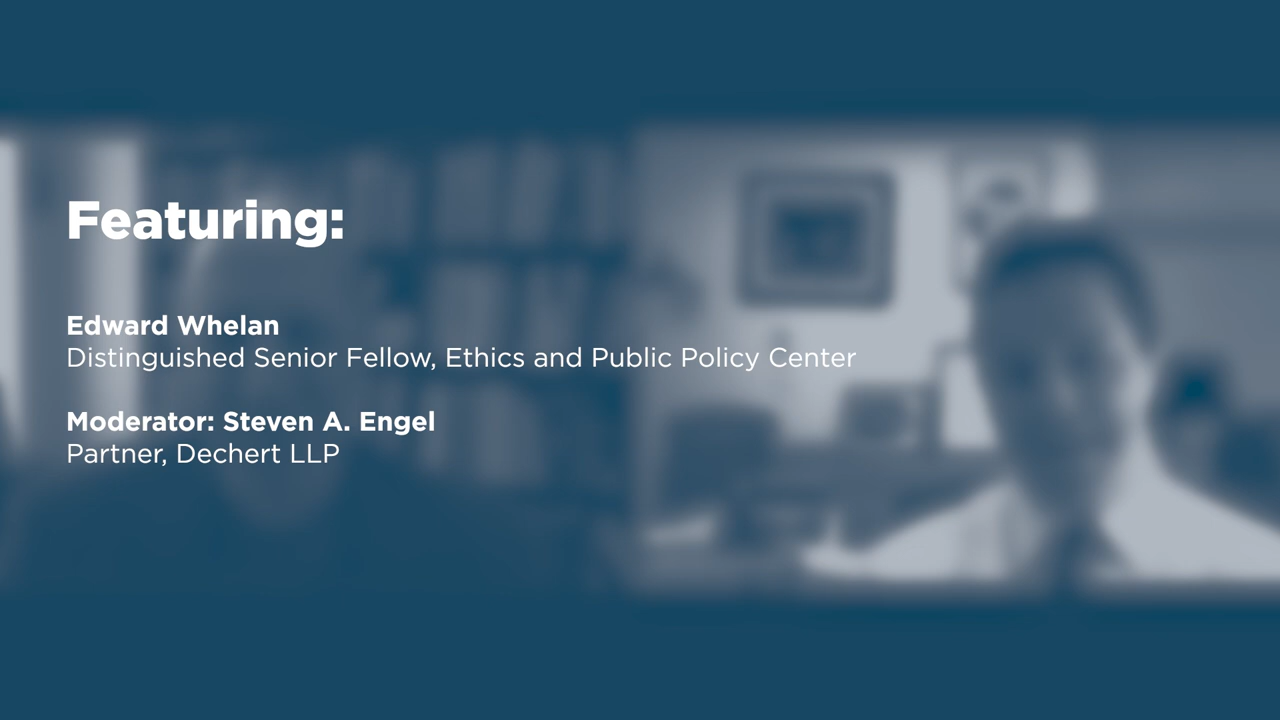 Featuring:
Edward Whelan
Distinguished Senior Fellow, Ethics and Public Policy Center
Moderator: Steven A. Engel
Partner, Dechert LLP